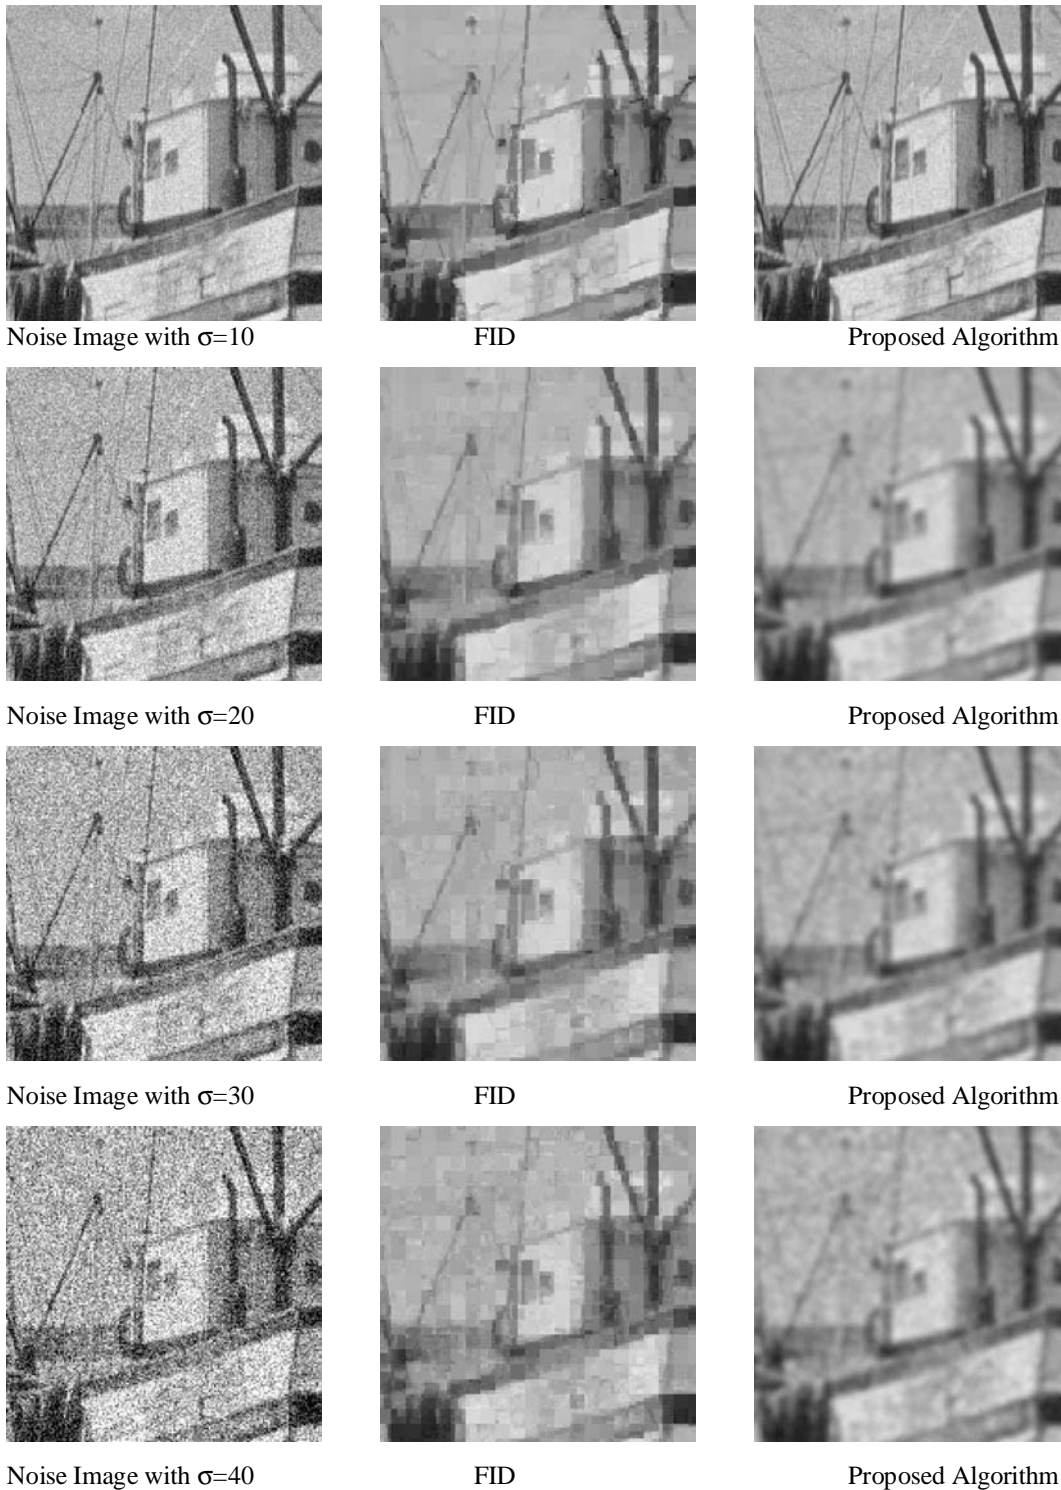 Noise Image with σ=10 FID Proposed Algorithm
Noise Image with σ=20 FID Proposed Algorithm
Noise Image with σ=30 FID Proposed Algorithm
Noise Image with σ=40 FID Proposed Algorithm